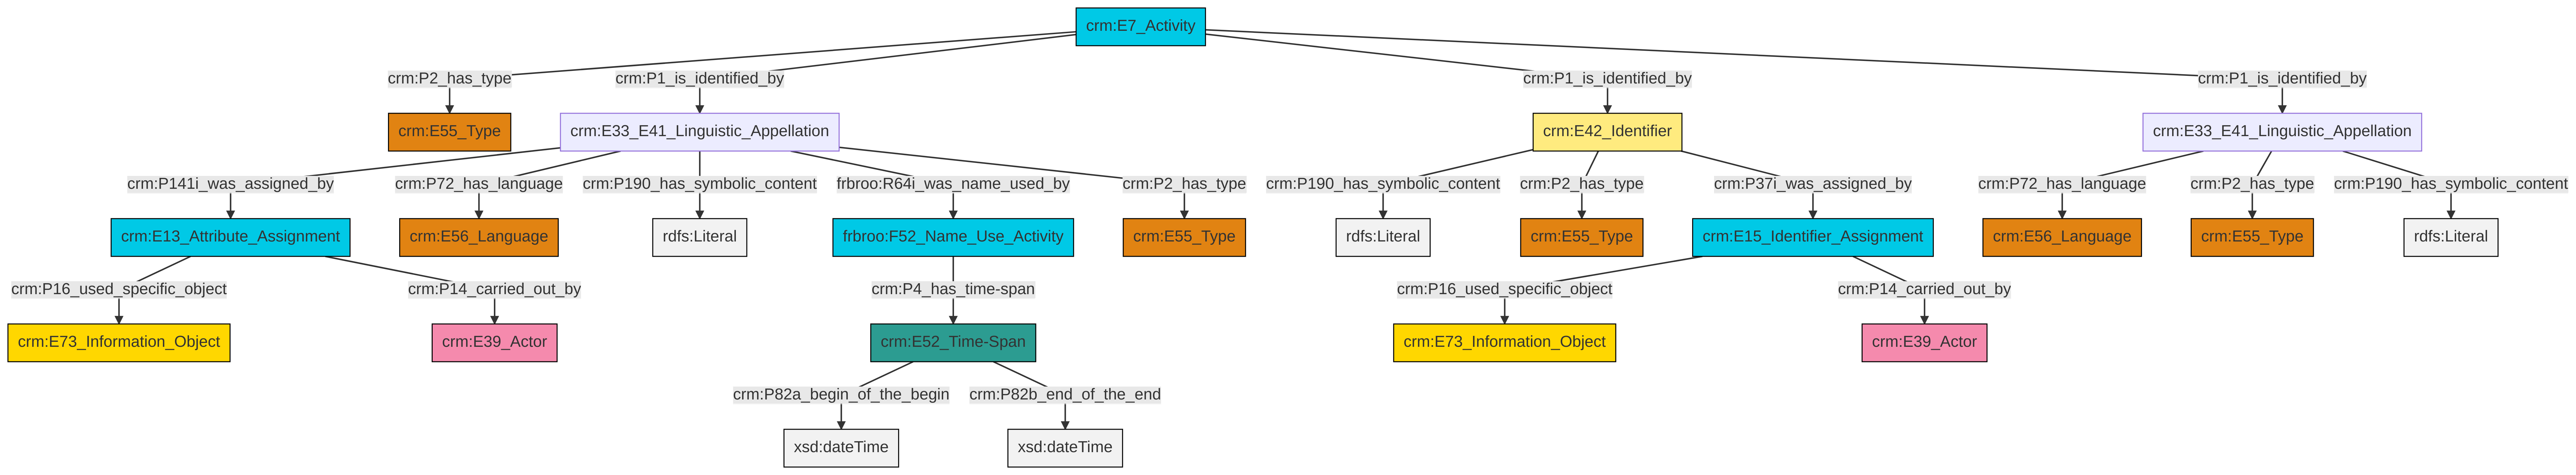 crm:E7_Activity
crm:P2_has_type
crm:P1_is_identified_by
crm:P1_is_identified_by
crm:P1_is_identified_by
crm:E55_Type
crm:E33_E41_Linguistic_Appellation
crm:E42_Identifier
crm:E33_E41_Linguistic_Appellation
crm:P141i_was_assigned_by
crm:P72_has_language
crm:P190_has_symbolic_content
frbroo:R64i_was_name_used_by
crm:P2_has_type
crm:P190_has_symbolic_content
crm:P2_has_type
crm:P37i_was_assigned_by
crm:P72_has_language
crm:P2_has_type
crm:P190_has_symbolic_content
crm:E13_Attribute_Assignment
crm:E56_Language
rdfs:Literal
frbroo:F52_Name_Use_Activity
crm:E55_Type
rdfs:Literal
crm:E55_Type
crm:E15_Identifier_Assignment
crm:E56_Language
crm:E55_Type
rdfs:Literal
crm:P16_used_specific_object
crm:P14_carried_out_by
crm:P4_has_time-span
crm:P16_used_specific_object
crm:P14_carried_out_by
crm:E73_Information_Object
crm:E39_Actor
crm:E52_Time-Span
crm:E73_Information_Object
crm:E39_Actor
crm:P82a_begin_of_the_begin
crm:P82b_end_of_the_end
xsd:dateTime
xsd:dateTime